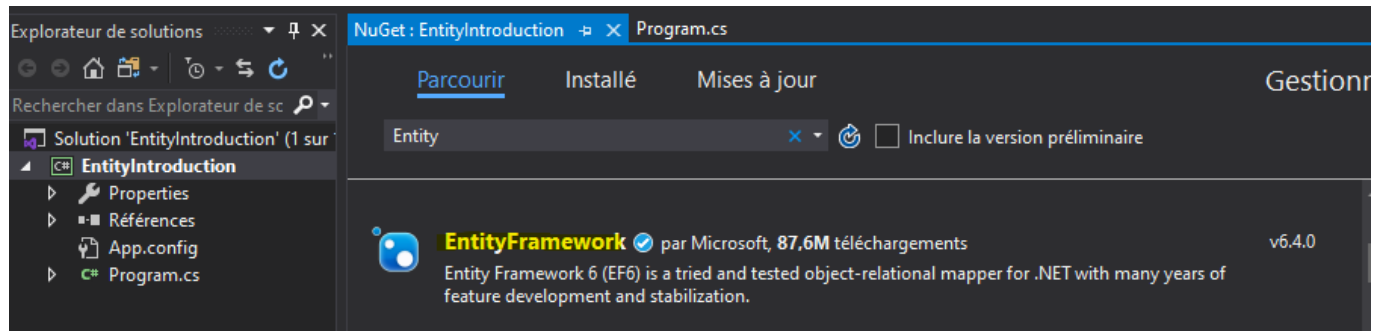 Explorateur de solutions
NuGet : EntityIntroduction
Program.cs
Parcourir
Installé
Mises à jour
Gestionn
Rechercher dans Explorateur de sc
Entity
Inclure la version préliminaire
Solution 'EntityIntroduction' (1 sur
C# EntityIntroduction
Properties
Références
App.config
C# Program.cs
EntityFramework par Microsoft, 87,6M téléchargements
v6.4.0
Entity Framework 6 (EF6) is a tried and tested object-relational mapper for .NET with many years of
feature development and stabilization.